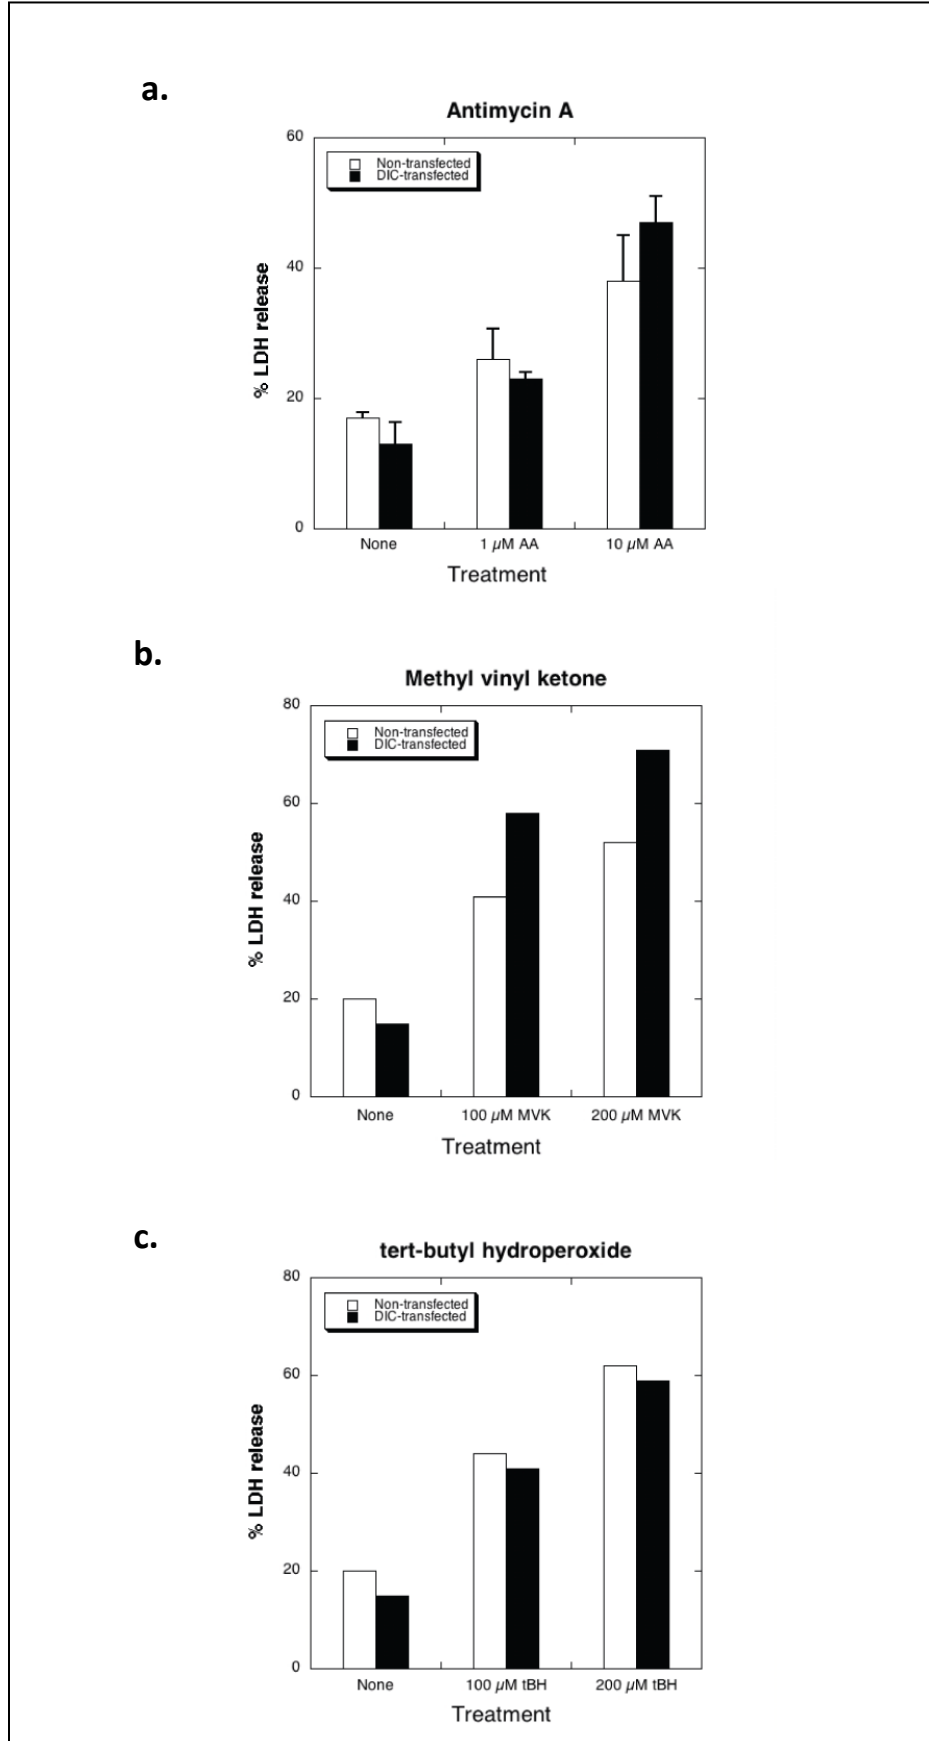 a.
Antimycin A
60
40
20
0
% LDH release
Non-transfected
DIC-transfected
None 1 µM AA 10 µM AA
Treatment
b.
Methyl vinyl ketone
80
60
40
20
0
% LDH release
Non-transfected
DIC-transfected
None 100 µM MVK 200 µM MVK
Treatment
c.
tert-butyl hydroperoxide
80
60
40
20
0
% LDH release
Non-transfected
DIC-transfected
None 100 µM tBH 200 µM tBH
Treatment